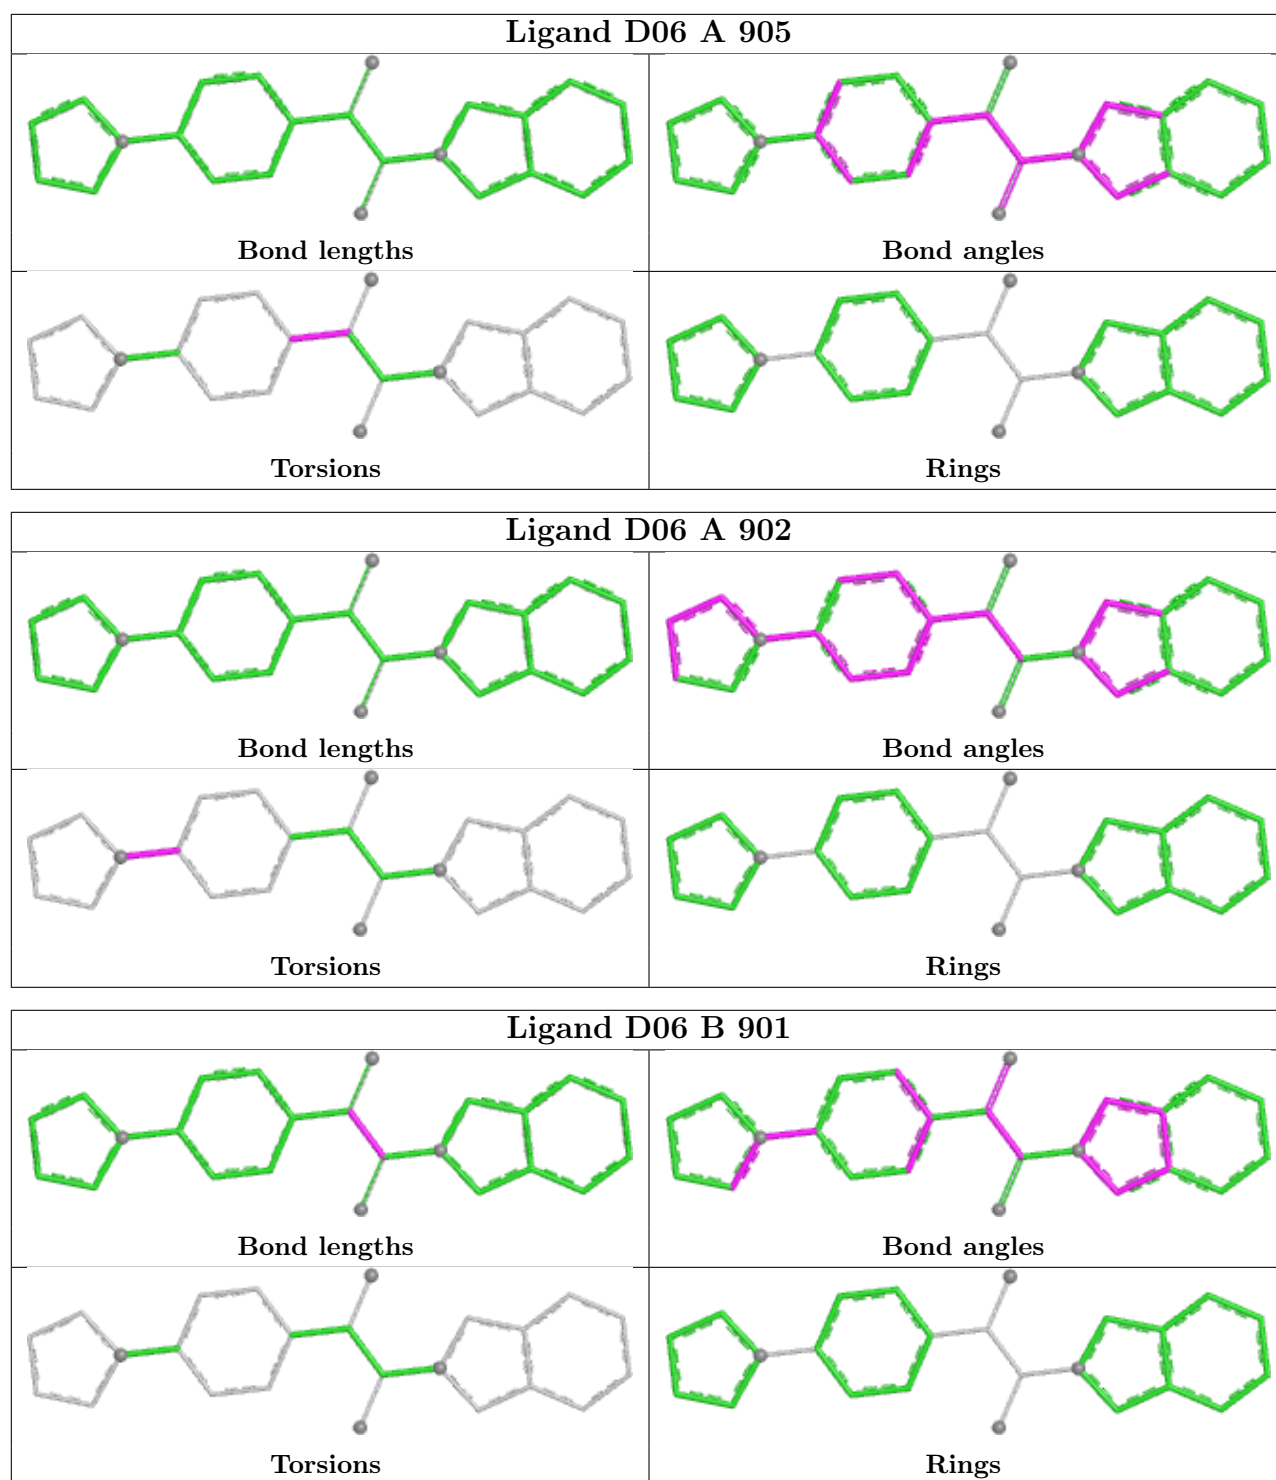 Ligand D06 A 905
Bond lengths
Bond angles
Torsions
Rings
Ligand D06 A 902
Bond lengths
Bond angles
Torsions
Rings
Ligand D06 B 901
Bond lengths
Bond angles
Torsions
Rings